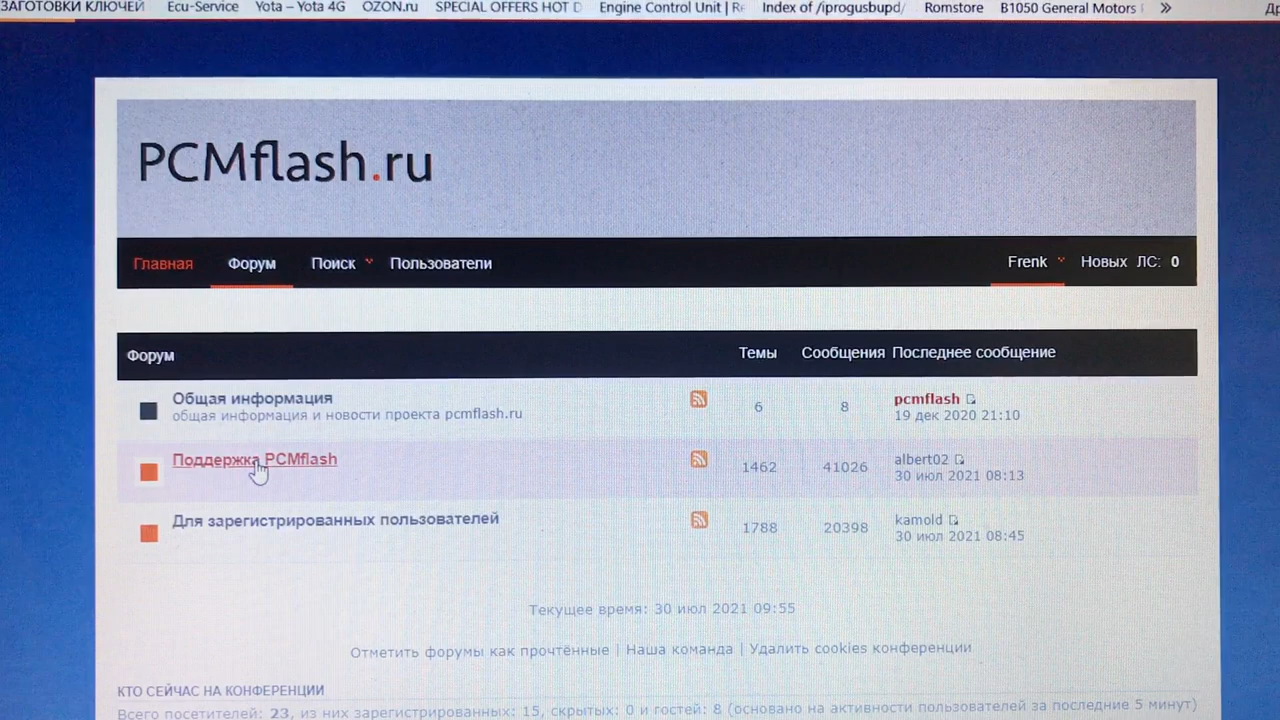 ЗАГОТОВКИ КЛЮЧЕЙ Ecu-Service Yota – Yota 4G OZON.ru SPECIAL OFFERS HOT Engine Control Unit | Index of /iprogusbupd/ Romstore B1050 General Motors »
PCMflash.ru
Главная Форум Поиск Пользователи Frenk Новых ЛС: 0
Форум Темы Сообщения Последнее сообщение
Общая информация
общая информация и новости проекта pcmflash.ru
6 8 pcmflash
19 дек 2020 21:10
Поддержка PCMflash
1462 41026 albert02
30 июл 2021 08:13
Для зарегистрированных пользователей
1788 20398 kamold
30 июл 2021 08:45
Текущее время: 30 июл 2021 09:55
Отметить форумы как прочтённые | Наша команда | Удалить cookies конференции
КТО СЕЙЧАС НА КОНФЕРЕНЦИИ
Всего посетителей: 23, из них зарегистрированных: 15, скрытых: 0 и гостей: 8 (основано на активности пользователей за последние 5 минут)